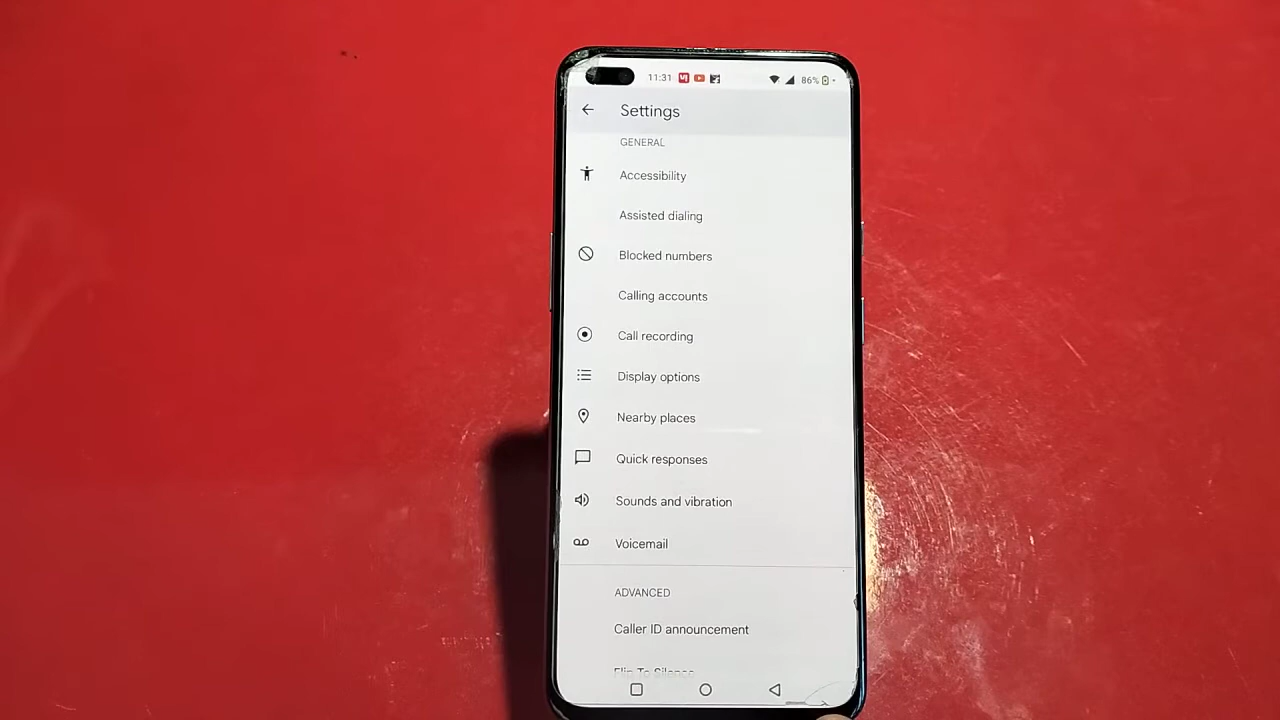 11:31 86%
Settings
GENERAL
Accessibility
Assisted dialing
Blocked numbers
Calling accounts
Call recording
Display options
Nearby places
Quick responses
Sounds and vibration
Voicemail
ADVANCED
Caller ID announcement
Flip To Silence